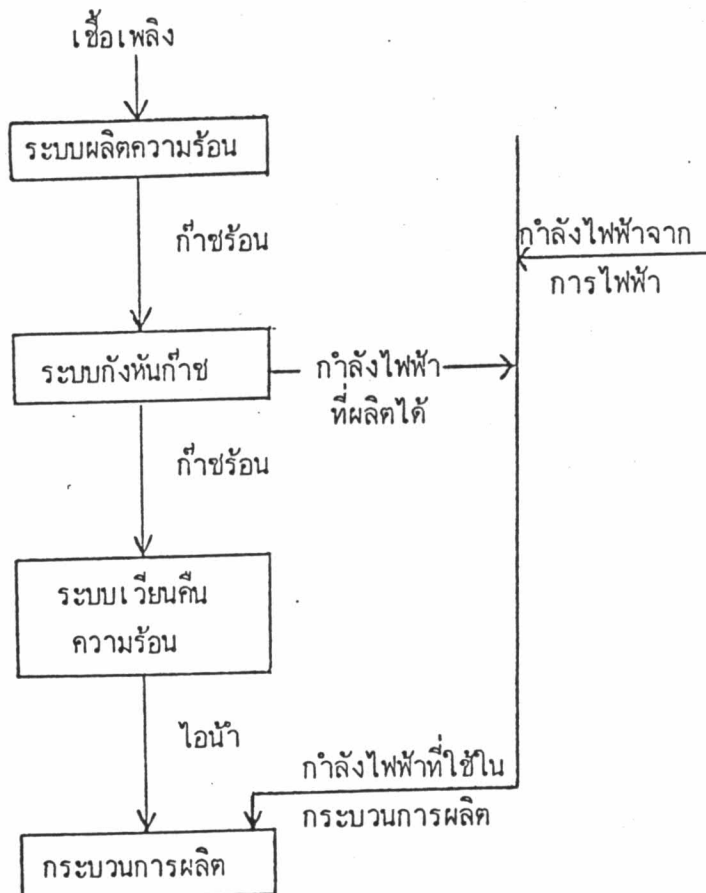 เชื้อเพลิง
ระบบผลิตความร้อน
ก๊าซร้อน
กำลังไฟฟ้าจาก
การไฟฟ้า
ระบบกังหันก๊าซ
กำลังไฟฟ้า
ที่ผลิตได้
ก๊าซร้อน
ระบบเวียนคืน
ความร้อน
ไอน้ำ
กำลังไฟฟ้าที่ใช้ใน
กระบวนการผลิต
กระบวนการผลิต